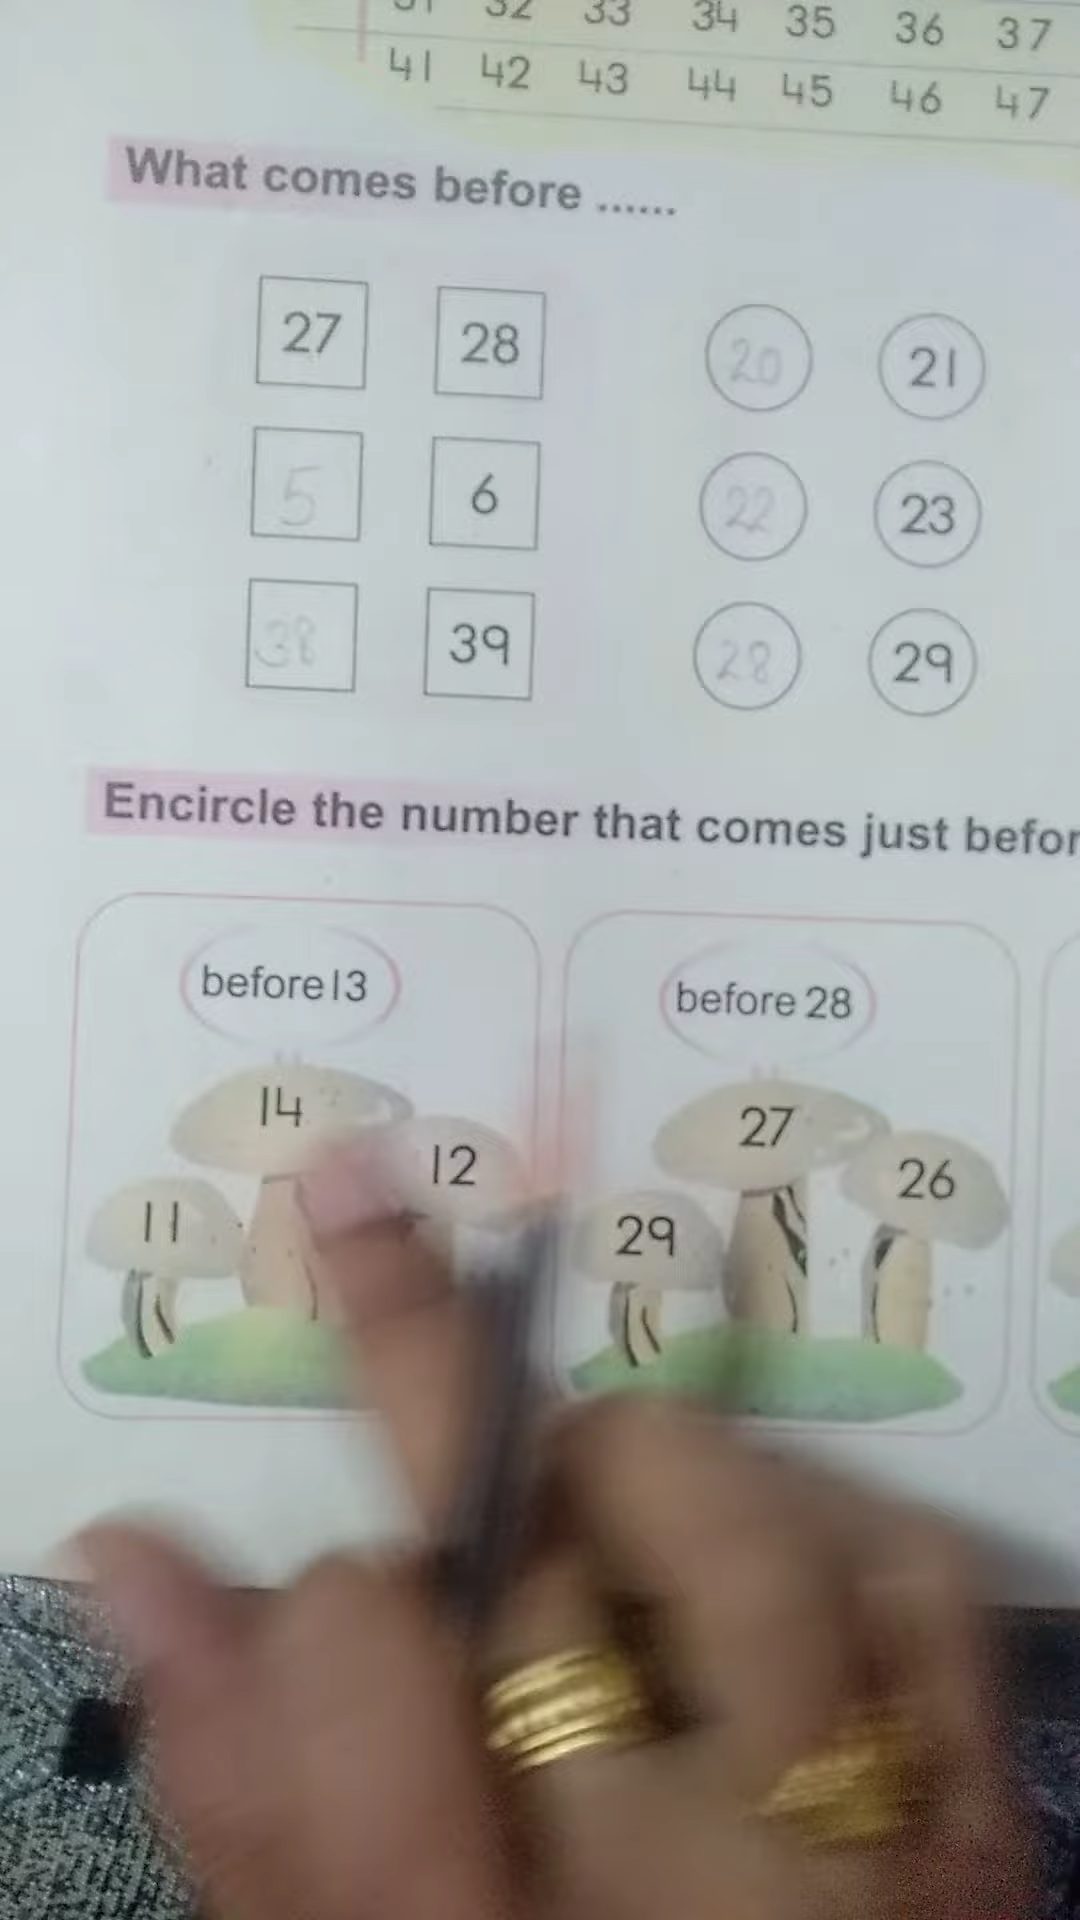 32 33 34 35 36 37
41 42 43 44 45 46 47
What comes before ......
27 28 20 21
5 6 22 23
38 39 28 29
Encircle the number that comes just befor
before 13 before 28
14 27
12 26
11 29